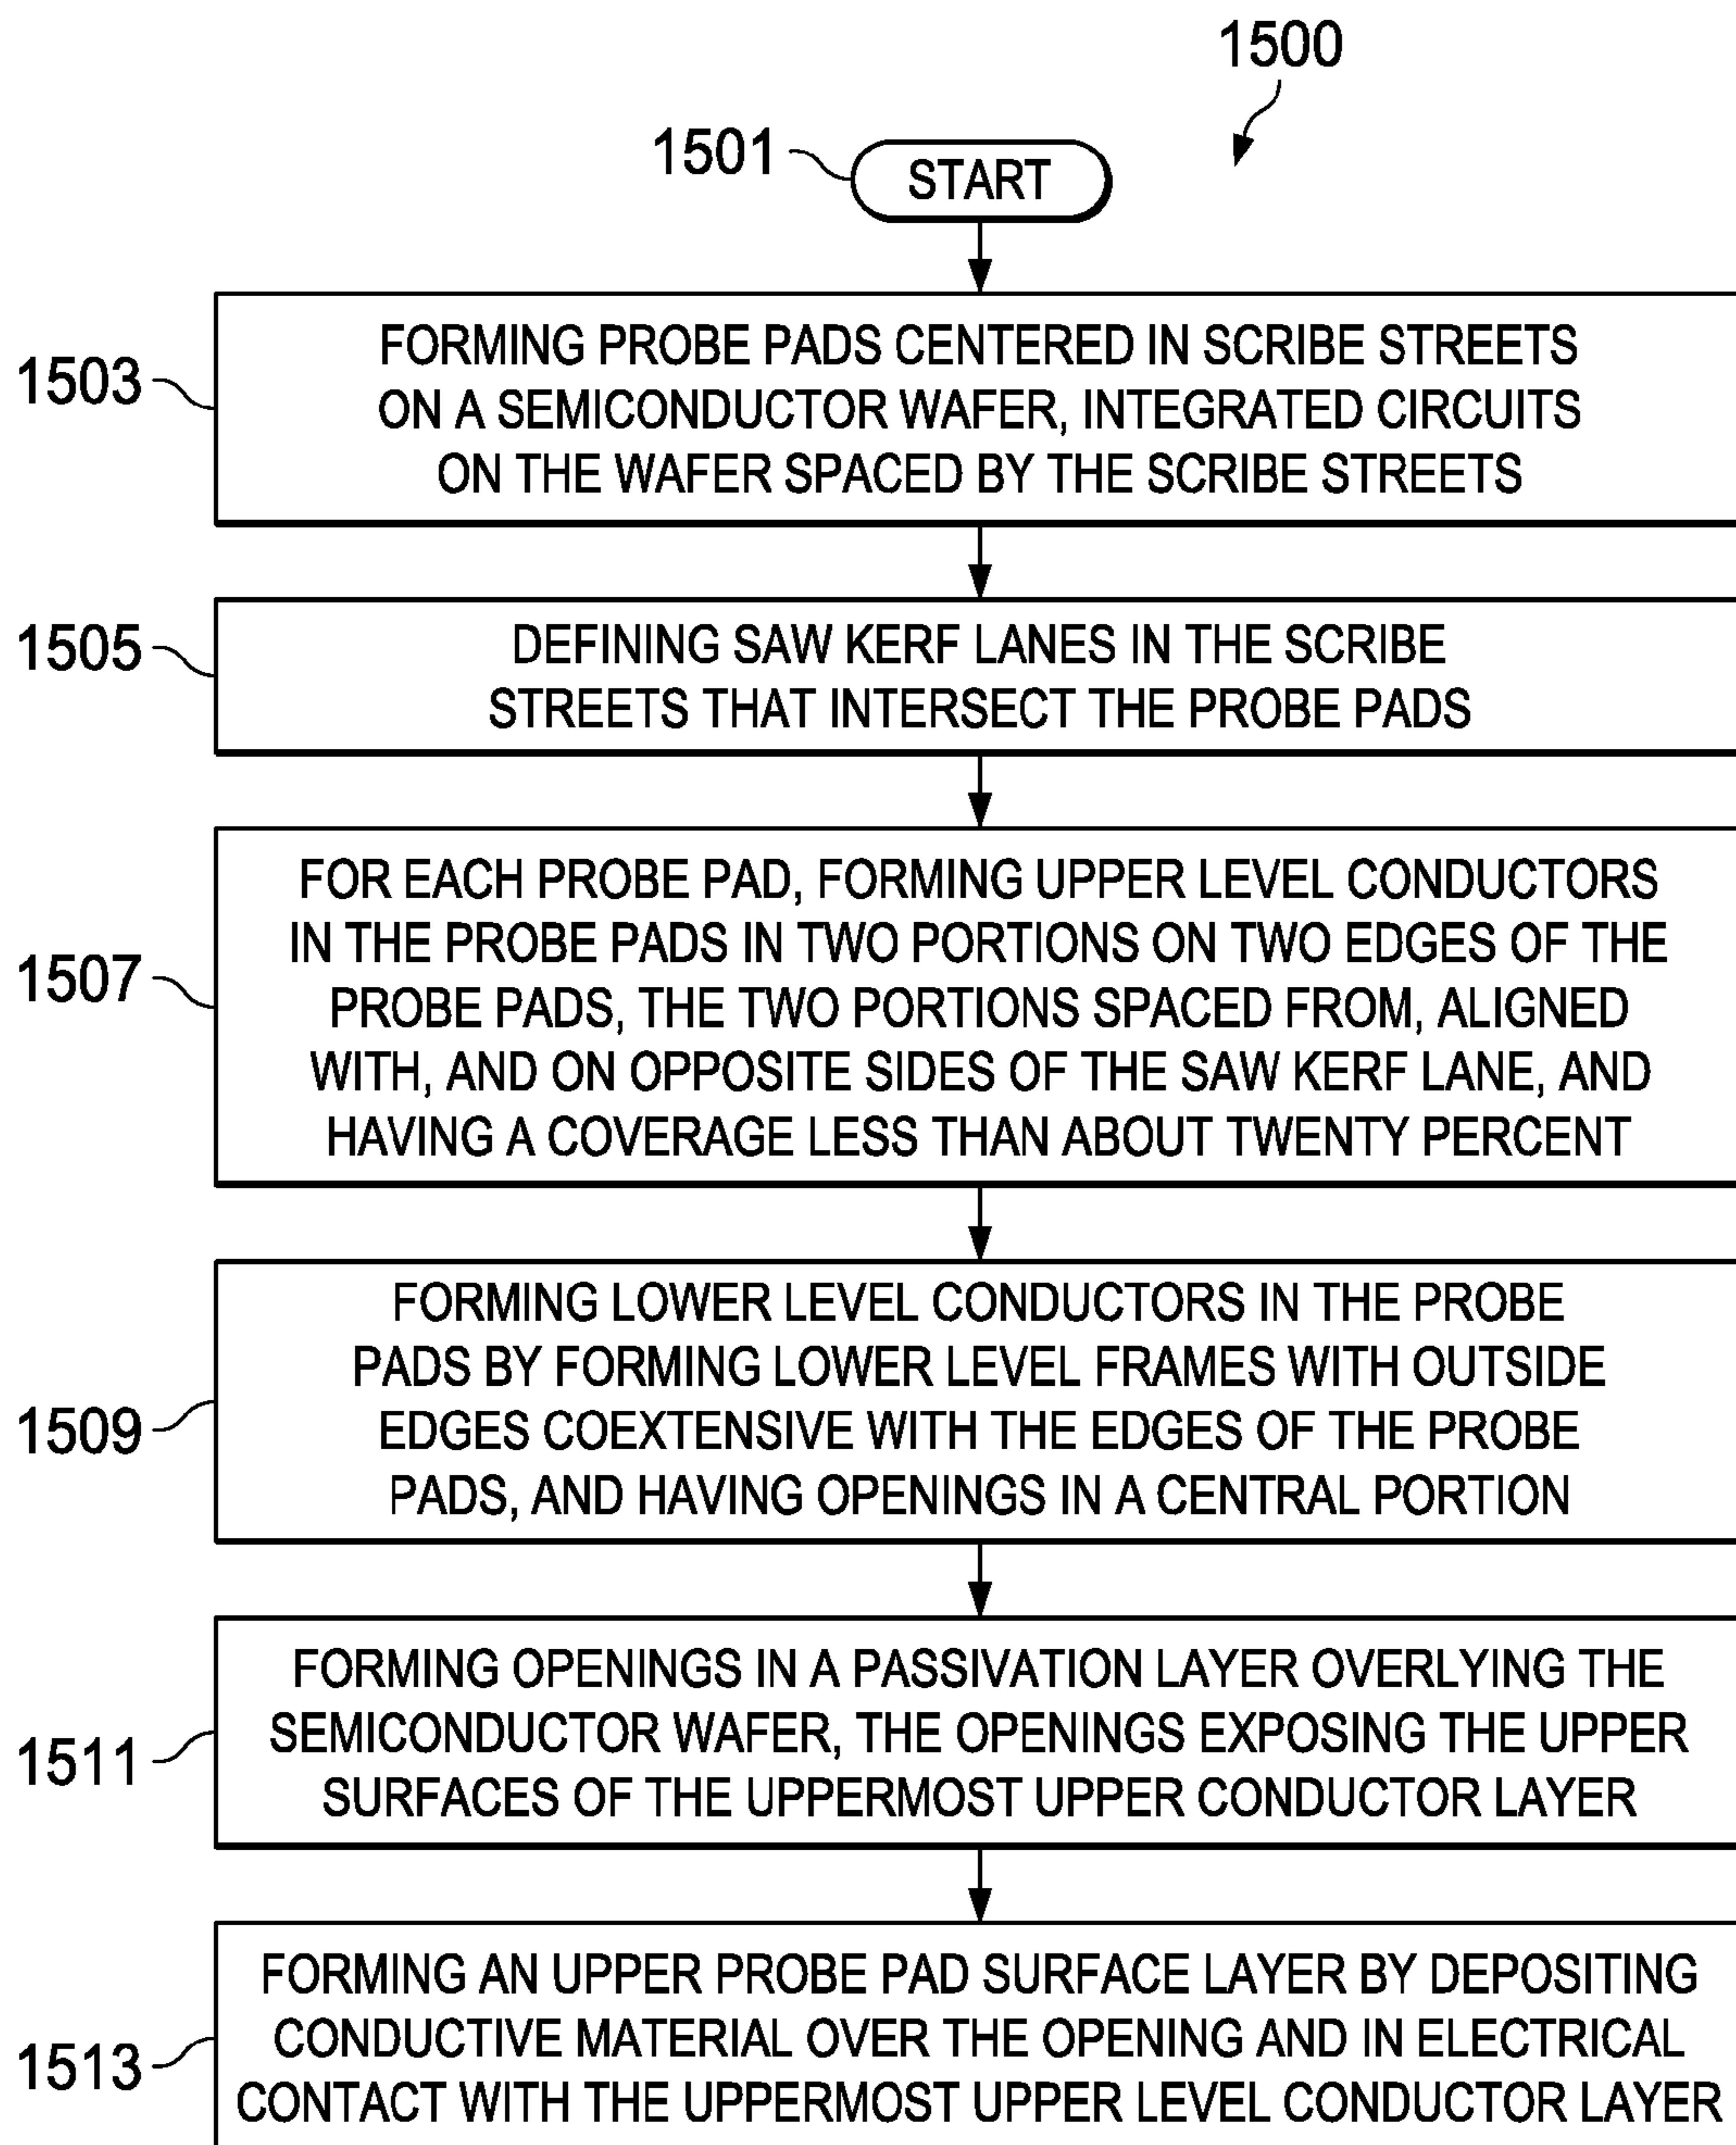 1500
1501
START
1503
FORMING PROBE PADS CENTERED IN SCRIBE STREETS
ON A SEMICONDUCTOR WAFER, INTEGRATED CIRCUITS
ON THE WAFER SPACED BY THE SCRIBE STREETS
1505
DEFINING SAW KERF LANES IN THE SCRIBE
STREETS THAT INTERSECT THE PROBE PADS
1507
FOR EACH PROBE PAD, FORMING UPPER LEVEL CONDUCTORS
IN THE PROBE PADS IN TWO PORTIONS ON TWO EDGES OF THE
PROBE PADS, THE TWO PORTIONS SPACED FROM, ALIGNED
WITH, AND ON OPPOSITE SIDES OF THE SAW KERF LANE, AND
HAVING A COVERAGE LESS THAN ABOUT TWENTY PERCENT
1509
FORMING LOWER LEVEL CONDUCTORS IN THE PROBE
PADS BY FORMING LOWER LEVEL FRAMES WITH OUTSIDE
EDGES COEXTENSIVE WITH THE EDGES OF THE PROBE
PADS, AND HAVING OPENINGS IN A CENTRAL PORTION
1511
FORMING OPENINGS IN A PASSIVATION LAYER OVERLYING THE
SEMICONDUCTOR WAFER, THE OPENINGS EXPOSING THE UPPER
SURFACES OF THE UPPERMOST UPPER CONDUCTOR LAYER
1513
FORMING AN UPPER PROBE PAD SURFACE LAYER BY DEPOSITING
CONDUCTIVE MATERIAL OVER THE OPENING AND IN ELECTRICAL
CONTACT WITH THE UPPERMOST UPPER LEVEL CONDUCTOR LAYER